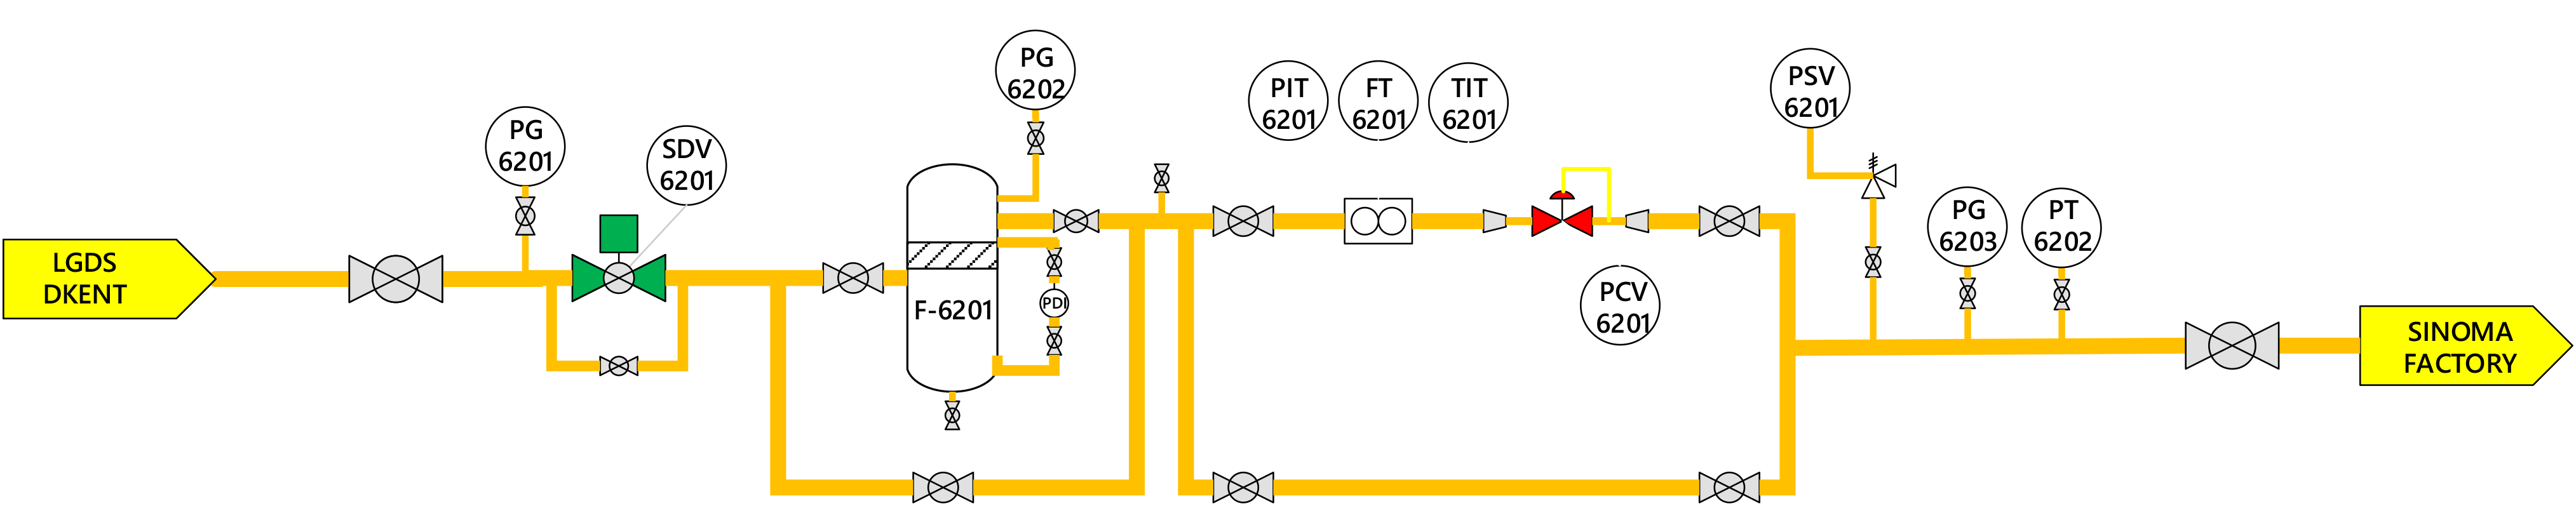 LGDS
DKENT
PG
6201
SDV
6201
F-6201
PG
6202
PDI
PIT
6201
FT
6201
TIT
6201
PCV
6201
PSV
6201
PG
6203
PT
6202
SINOMA
FACTORY